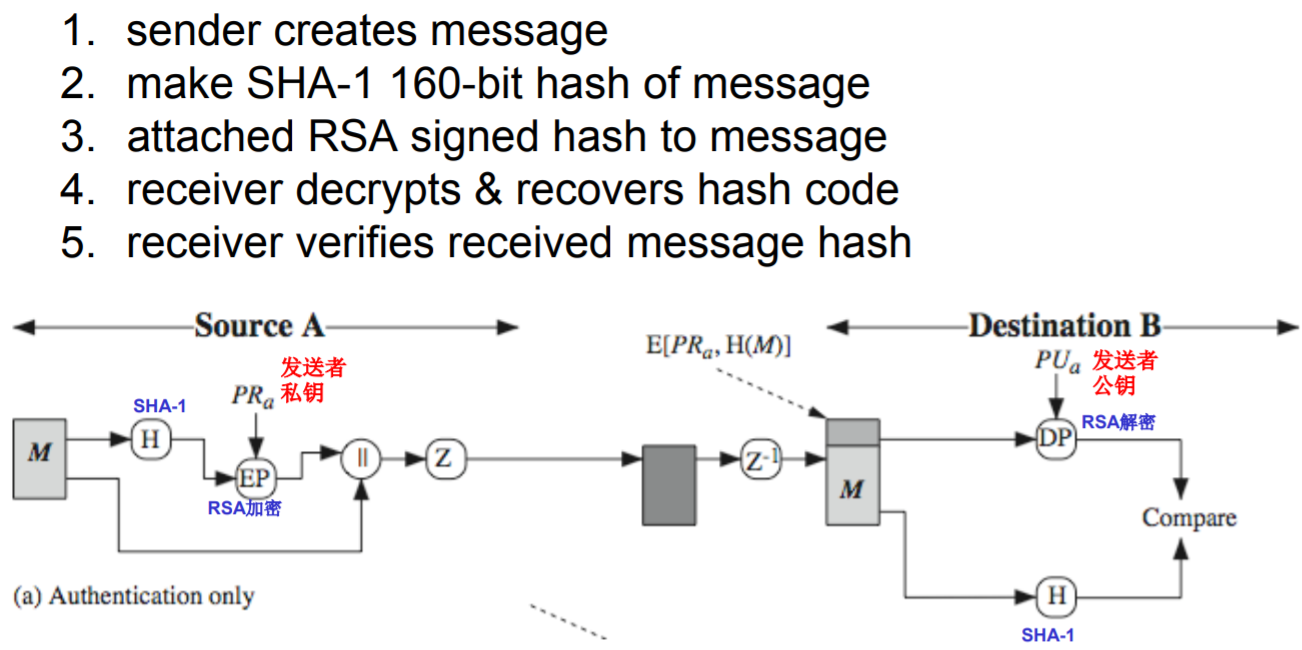 1. sender creates message
2. make SHA-1 160-bit hash of message
3. attached RSA signed hash to message
4. receiver decrypts & recovers hash code
5. receiver verifies received message hash
Source A
Destination B
E[PRₐ, H(M)]
发送者
私钥
PRₐ
SHA-1
M
H
EP
RSA加密
||
Z
Z-1
M
PUₐ
发送者
公钥
DP
RSA解密
Compare
H
SHA-1
(a) Authentication only